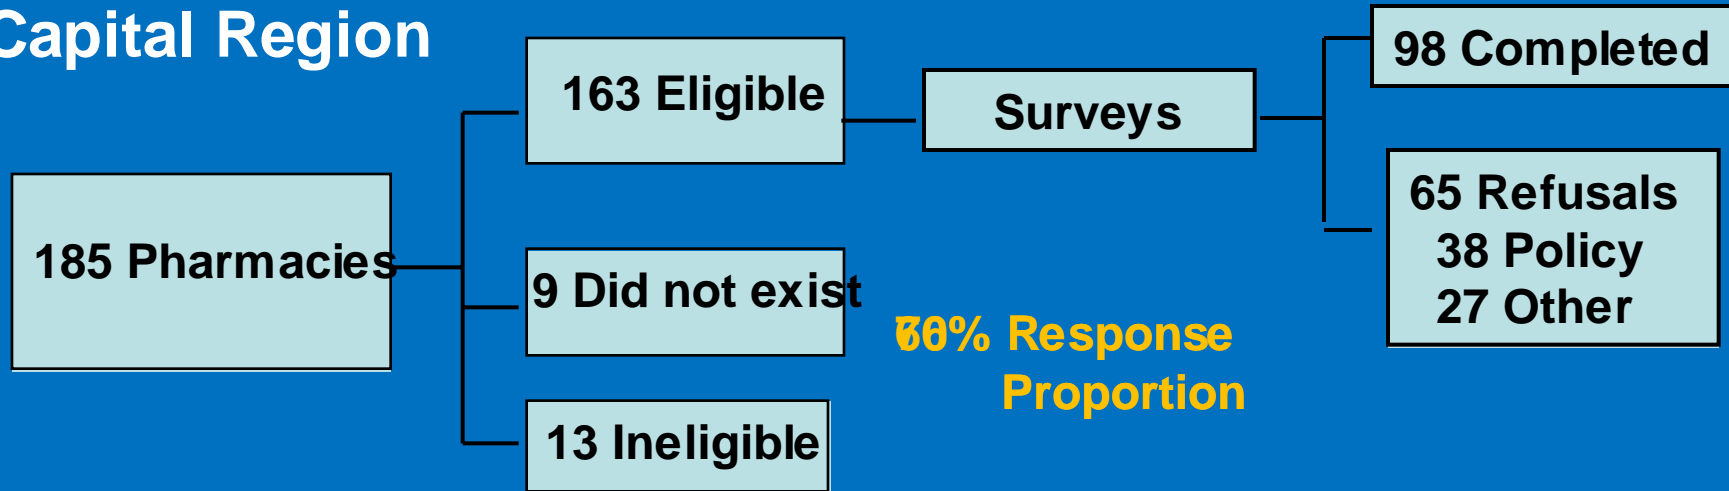 Capital Region
185 Pharmacies
163 Eligible
9 Did not exist
13 Ineligible
Surveys
98 Completed
65 Refusals
38 Policy
27 Other
Response
Proportion